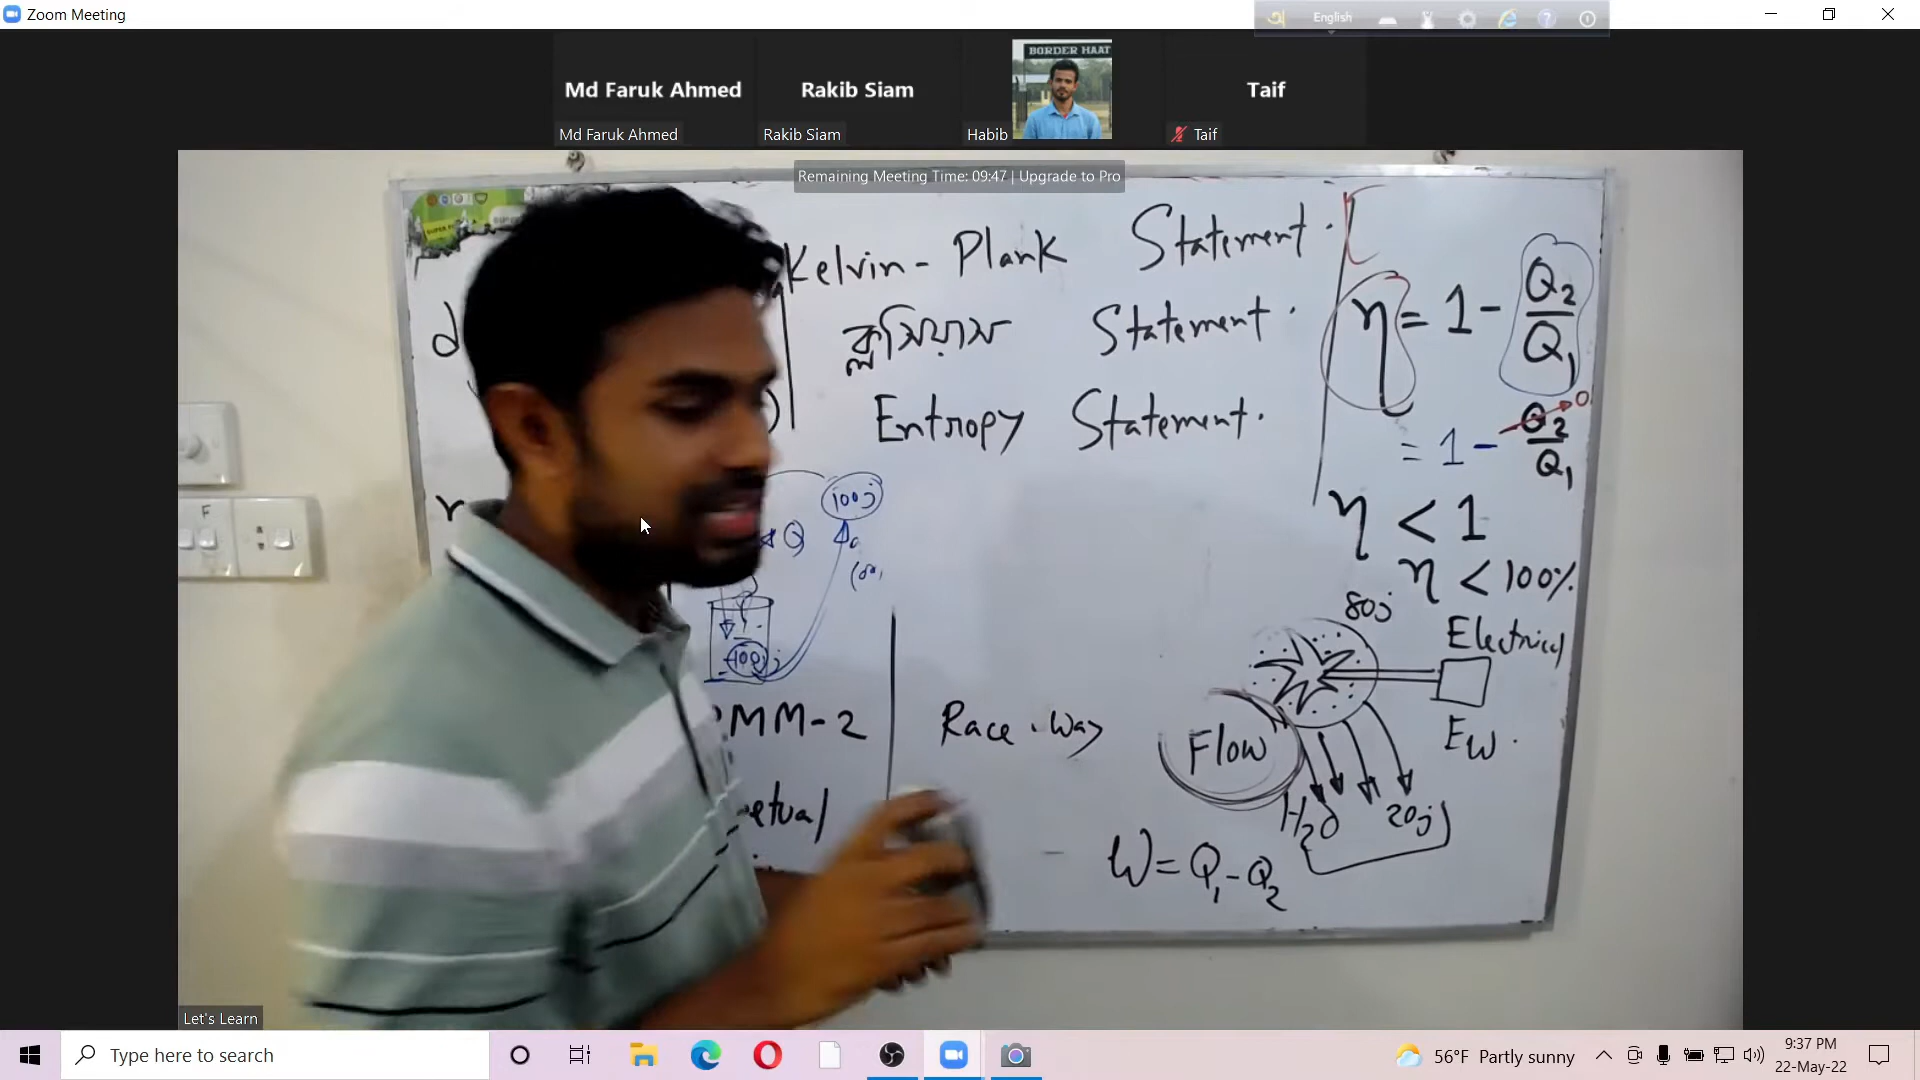 Zoom Meeting
English
BORDER HAAT
Md Faruk Ahmed
Rakib Siam
Taif
Md Faruk Ahmed
Rakib Siam
Habib
Taif
Remaining Meeting Time: 09:47 | Upgrade to Pro
Kelvin - Plank Statement.
ক্লসিয়াস Statement.
Entropy Statement.
η = 1 - Q₂/Q₁
= 1 - Q₂/Q₁
0
η < 1
η < 100%
100j
Q
100j
MM-2
Race-way
Flow
80j
Electrical
EW.
H₂O
20j
W = Q₁ - Q₂
Let's Learn
Type here to search
56°F Partly sunny
9:37 PM
22-May-22